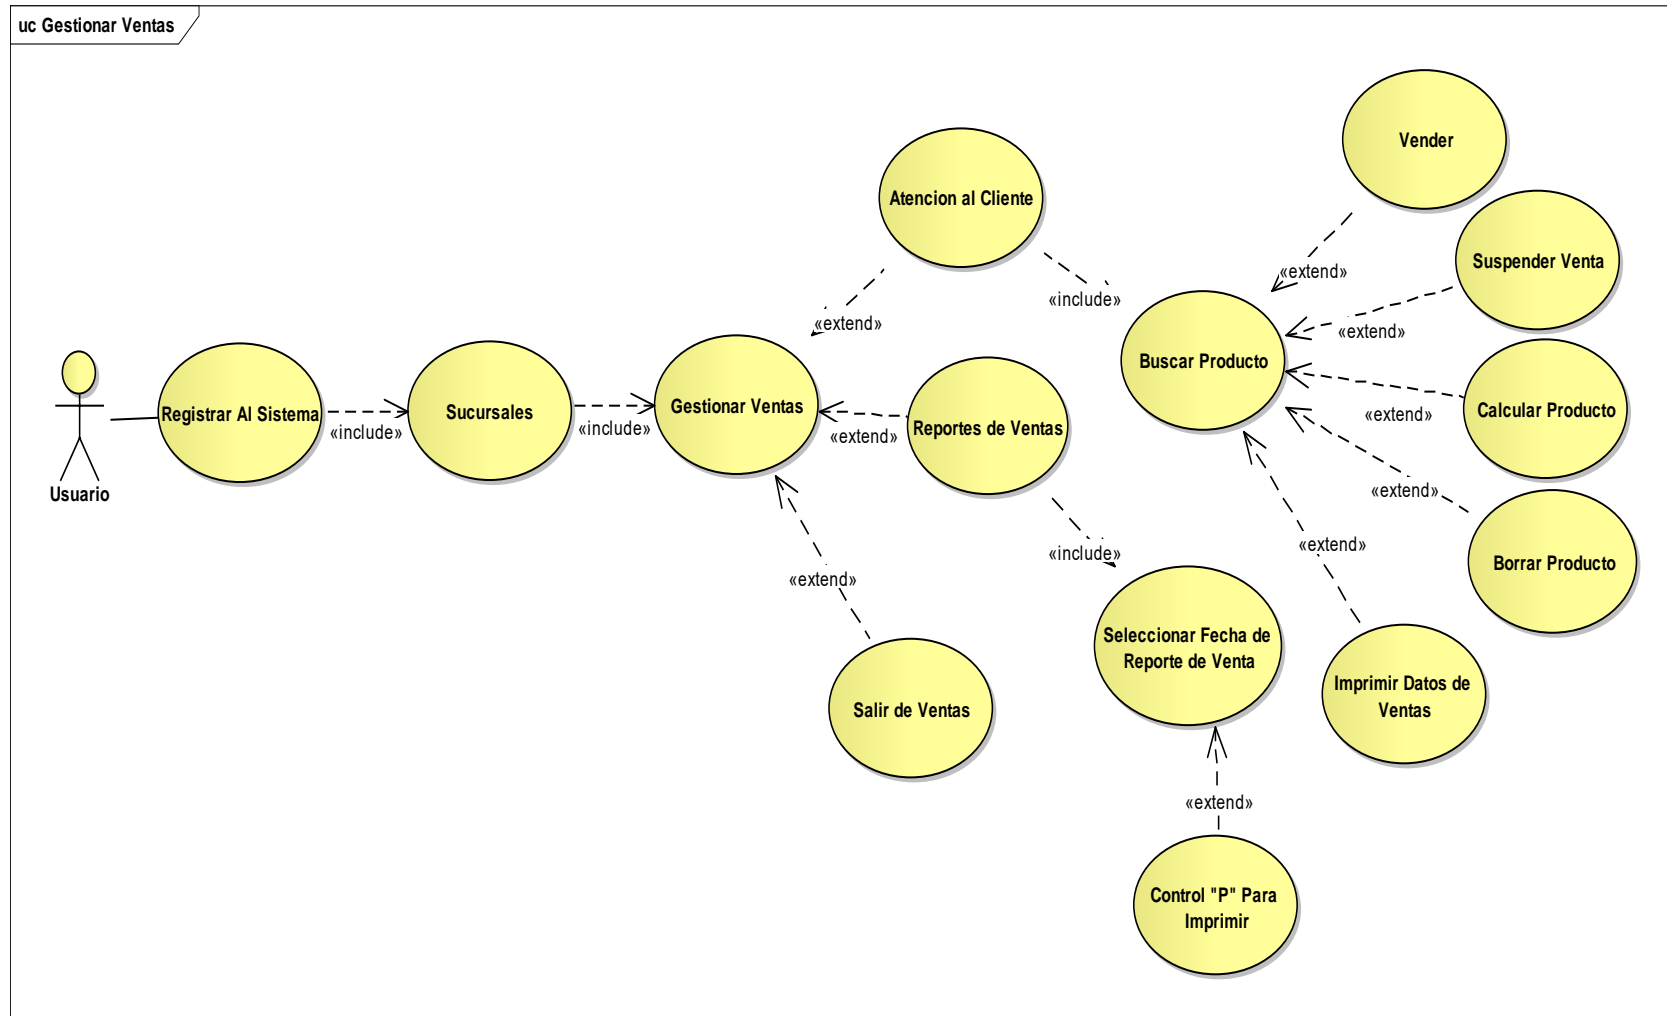 uc Gestionar Ventas
Vender
Atencion al Cliente
Suspender Venta
«extend»
«include»
«extend»
«extend»
Buscar Producto
Registrar Al Sistema
«include»
Sucursales
«include»
Gestionar Ventas
«extend»
Reportes de Ventas
«extend»
Calcular Producto
Usuario
«extend»
«extend»
«include»
Borrar Producto
«extend»
Seleccionar Fecha de
Reporte de Venta
Imprimir Datos de
Ventas
Salir de Ventas
«extend»
Control "P" Para
Imprimir